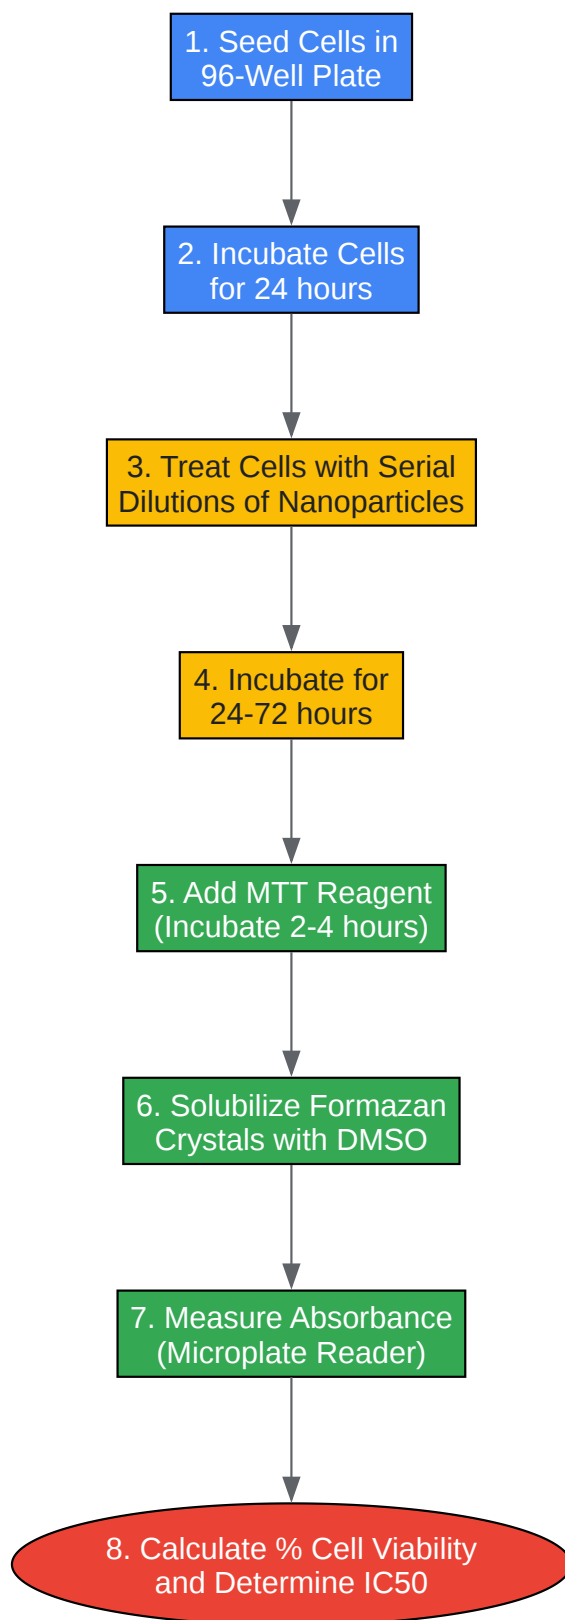 1. Seed Cells in
96-Well Plate
2. Incubate Cells
for 24 hours
3. Treat Cells with Serial
Dilutions of Nanoparticles
4. Incubate for
24-72 hours
5. Add MTT Reagent
(Incubate 2-4 hours)
6. Solubilize Formazan
Crystals with DMSO
7. Measure Absorbance
(Microplate Reader)
8. Calculate % Cell Viability
and Determine IC50